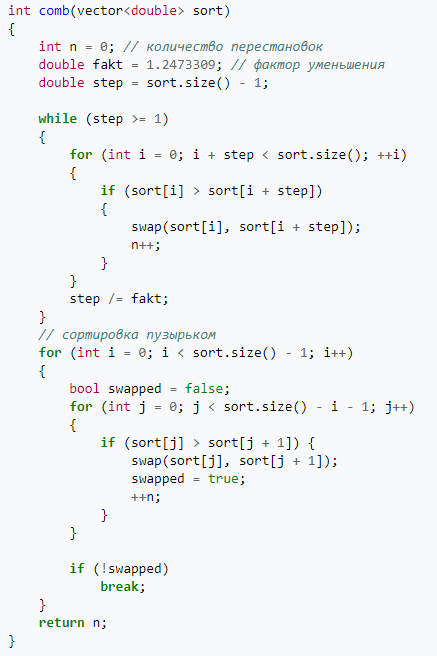 int comb(vector<double> sort)
{
    int n = 0; // количество перестановок
    double fakt = 1.2473309; // фактор уменьшения
    double step = sort.size() - 1;

    while (step >= 1)
    {
        for (int i = 0; i + step < sort.size(); ++i)
        {
            if (sort[i] > sort[i + step])
            {
                swap(sort[i], sort[i + step]);
                n++;
            }
        }
        step /= fakt;
    }
    // сортировка пузырьком
    for (int i = 0; i < sort.size() - 1; i++)
    {
        bool swapped = false;
        for (int j = 0; j < sort.size() - i - 1; j++)
        {
            if (sort[j] > sort[j + 1]) {
                swap(sort[j], sort[j + 1]);
                swapped = true;
                ++n;
            }
        }

        if (!swapped)
            break;
    }
    return n;
}